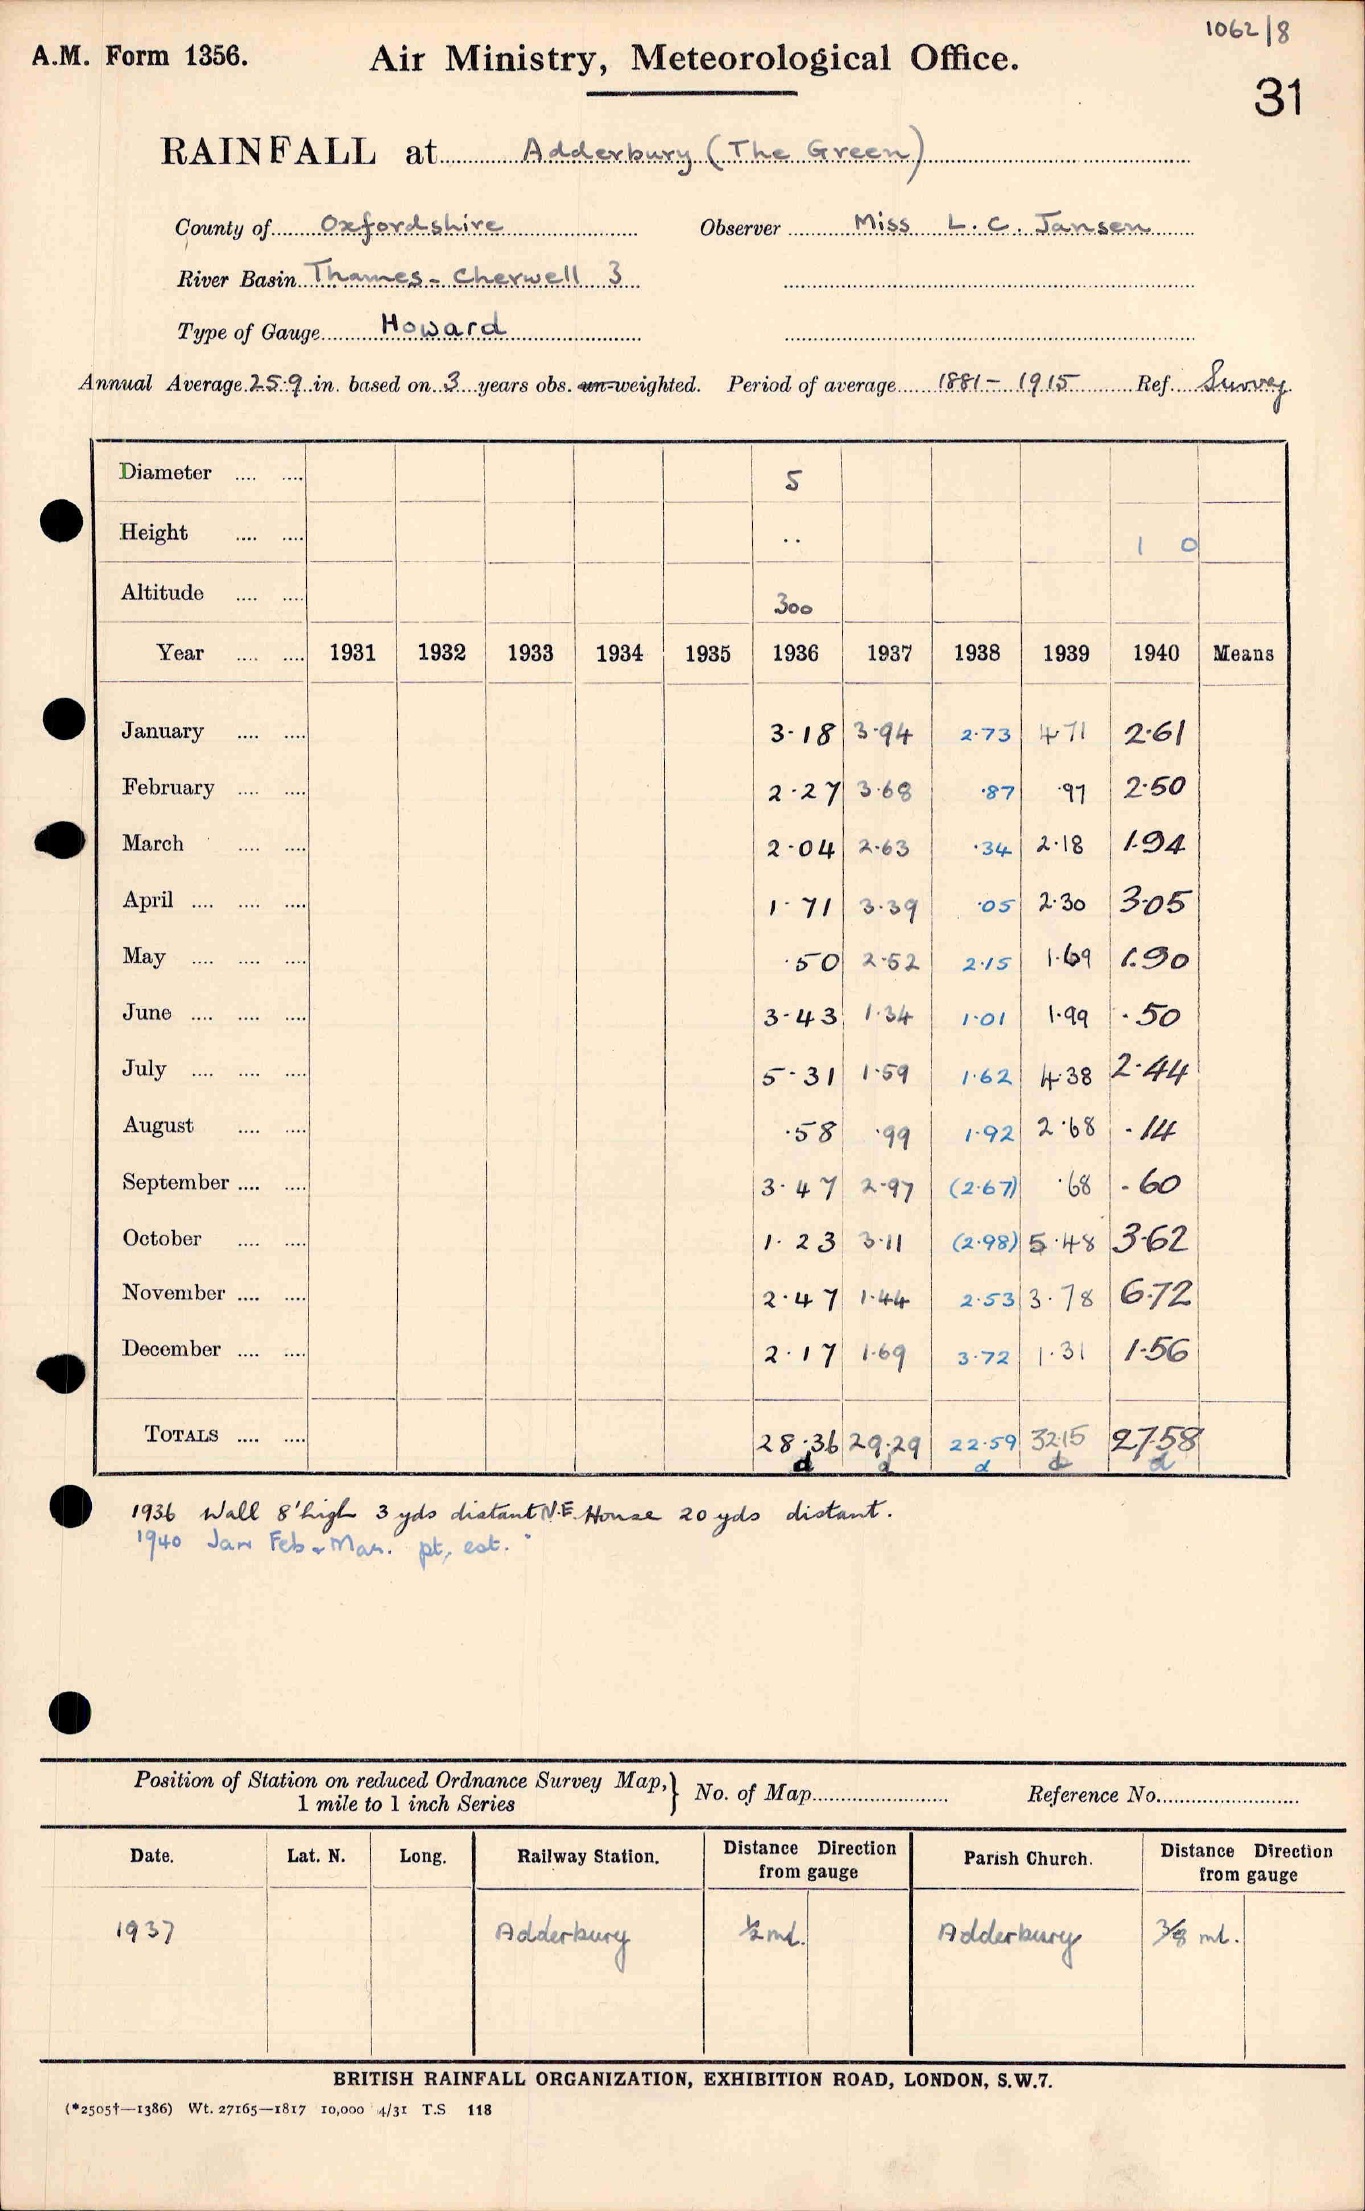 1062/8
A.M. Form 1356. Air Ministry, Meteorological Office.
31
RAINFALL at Adderbury (The Green)
County of Oxfordshire Observer Miss L. C. Jansen
River Basin Thames - Cherwell 3
Type of Gauge Howard
Annual Average 25.9 in. based on 3 years obs. un-weighted. Period of average 1881 - 1915 Ref. Survey
Diameter .... .... 5
Height .... .... .. 1 0
Altitude .... .... 300
Year .... .... 1931 1932 1933 1934 1935 1936 1937 1938 1939 1940 Means
January .... .... 3.18 3.94 2.73 4.71 2.61
February .... .... 2.27 3.68 .87 .97 2.50
March .... .... 2.04 2.63 .34 2.18 1.94
April .... .... .... 1.71 3.39 .05 2.30 3.05
May .... .... .... .50 2.52 2.15 1.69 1.90
June .... .... .... 3.43 1.34 1.01 1.99 .50
July .... .... .... 5.31 1.59 1.62 4.38 2.44
August .... .... .58 .99 1.92 2.68 .14
September .... .... 3.47 2.97 (2.67) .68 .60
October .... .... 1.23 3.11 (2.98) 5.48 3.62
November .... .... 2.47 1.44 2.53 3.78 6.72
December .... .... 2.17 1.69 3.72 1.31 1.56
TOTALS .... .... 28.36 29.29 22.59 32.15 27.58
d d d d d
1936 Wall 8' high 3 yds distant N.E. House 20 yds distant.
1940 Jan Feb & Mar. pt. est.
Position of Station on reduced Ordnance Survey Map, } No. of Map Reference No.
1 mile to 1 inch Series
Date. Lat. N. Long. Railway Station. Distance Direction from gauge Parish Church. Distance Direction from gauge
1937 Adderbury ½ ml. Adderbury 3/8 ml.
BRITISH RAINFALL ORGANIZATION, EXHIBITION ROAD, LONDON, S.W.7.
(*2505†—1386) Wt. 27165—1817 10,000 4/31 T.S 118